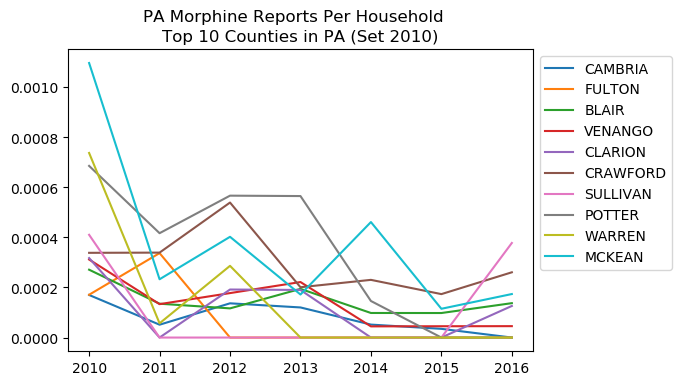 PA Morphine Reports Per Household
Top 10 Counties in PA (Set 2010)
0.0010
0.0008
0.0006
0.0004
0.0002
0.0000
2010 2011 2012 2013 2014 2015 2016
CAMBRIA
FULTON
BLAIR
VENANGO
CLARION
CRAWFORD
SULLIVAN
POTTER
WARREN
MCKEAN